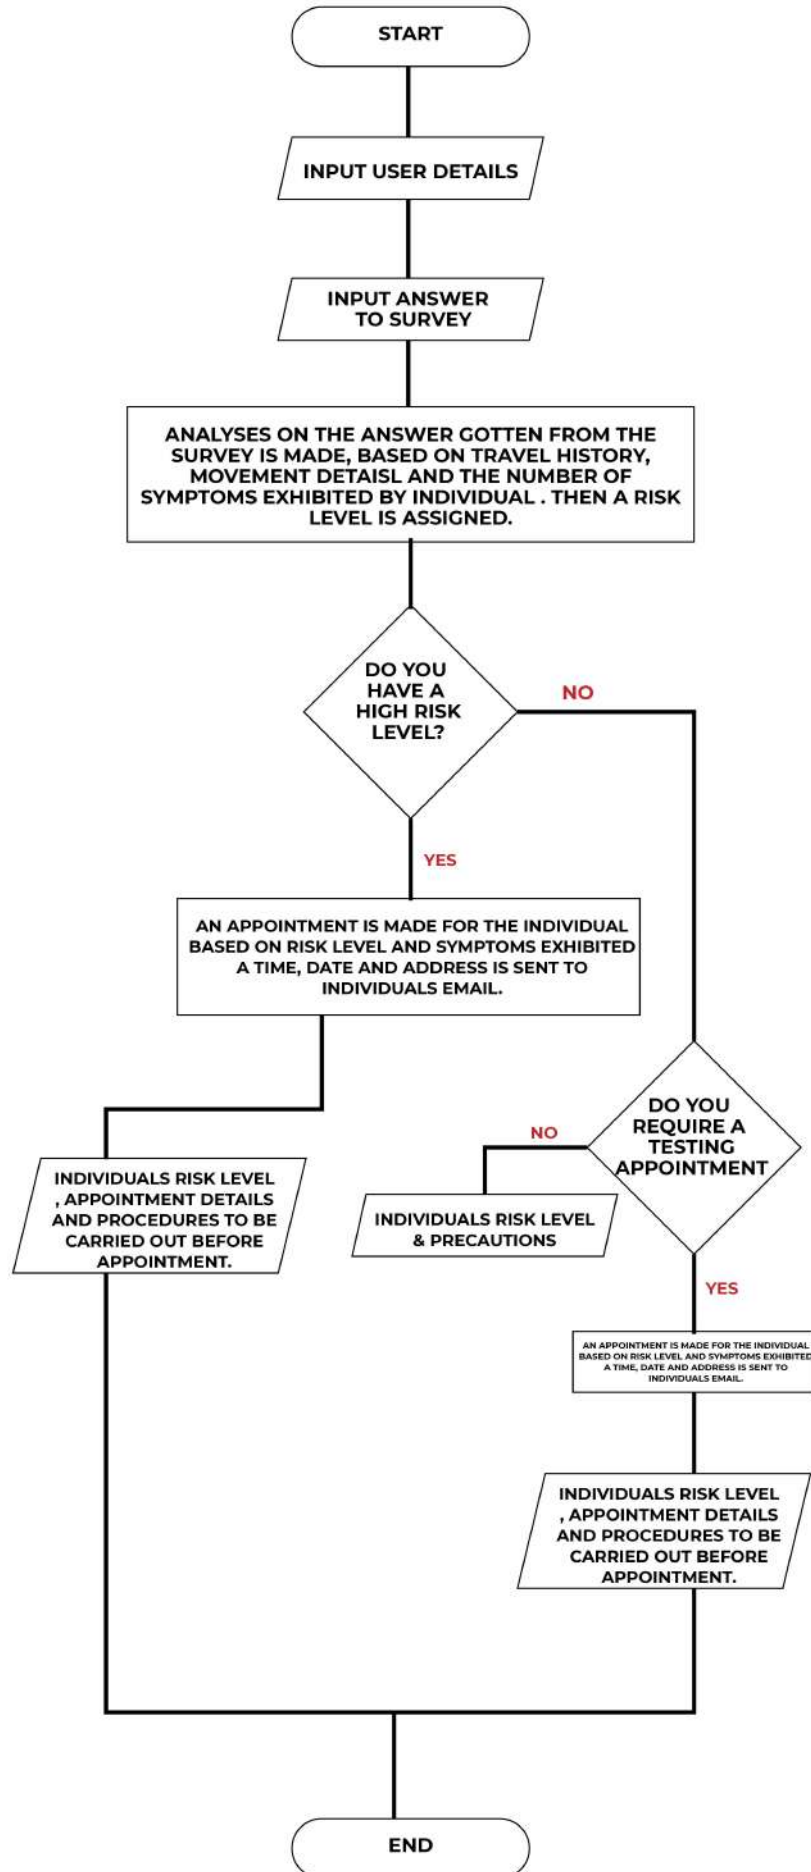 START
INPUT USER DETAILS
INPUT ANSWER
TO SURVEY
ANALYSES ON THE ANSWER GOTTEN FROM THE
SURVEY IS MADE, BASED ON TRAVEL HISTORY,
MOVEMENT DETAISL AND THE NUMBER OF
SYMPTOMS EXHIBITED BY INDIVIDUAL . THEN A RISK
LEVEL IS ASSIGNED.
DO YOU
HAVE A
HIGH RISK
LEVEL?
NO
YES
AN APPOINTMENT IS MADE FOR THE INDIVIDUAL
BASED ON RISK LEVEL AND SYMPTOMS EXHIBITED
A TIME, DATE AND ADDRESS IS SENT TO
INDIVIDUALS EMAIL.
DO YOU
REQUIRE A
TESTING
APPOINTMENT
NO
INDIVIDUALS RISK LEVEL
, APPOINTMENT DETAILS
AND PROCEDURES TO BE
CARRIED OUT BEFORE
APPOINTMENT.
INDIVIDUALS RISK LEVEL
& PRECAUTIONS
YES
AN APPOINTMENT IS MADE FOR THE INDIVIDUAL
BASED ON RISK LEVEL AND SYMPTOMS EXHIBITED
A TIME, DATE AND ADDRESS IS SENT TO
INDIVIDUALS EMAIL.
INDIVIDUALS RISK LEVEL
, APPOINTMENT DETAILS
AND PROCEDURES TO BE
CARRIED OUT BEFORE
APPOINTMENT.
END